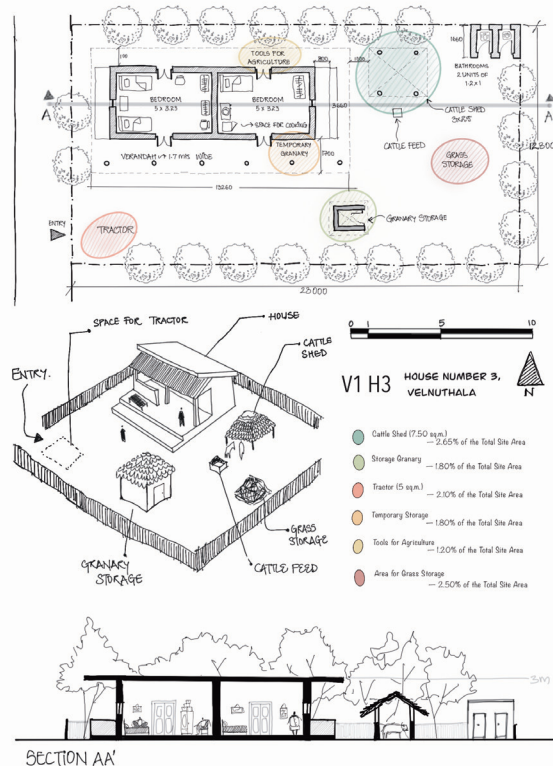 TOOLS FOR
AGRICULTURE
1660
BATHROOMS
2 UNITS OF
1.2 x 1
800
BEDROOM
5 x 3.23
BEDROOM
5 x 3.23
SPACE FOR COOKING
3660
CATTLE SHED
CATTLE FEED
A
A
12300
VERANDAH 1.7 mts WIDE
TEMPORARY
GRANARY
1700
GRASS
STORAGE
13260
GRANARY STORAGE
ENTRY
TRACTOR
23000
SPACE FOR TRACTOR
HOUSE
CATTLE
SHED
ENTRY.
GRANARY
STORAGE
CATTLE FEED
GRASS
STORAGE
0 1 5 10
V1 H3 HOUSE NUMBER 3,
VELNUTHALA
N
Cattle Shed (7.50 sq.m.)
— 2.65% of the Total Site Area
Storage Granary
— 1.80% of the Total Site Area
Tractor (5 sq.m.)
— 2.10% of the Total Site Area
Temporary Storage
— 1.80% of the Total Site Area
Tools for Agriculture
— 1.20% of the Total Site Area
Area for Grass Storage
— 2.50% of the Total Site Area
3M
SECTION AA'